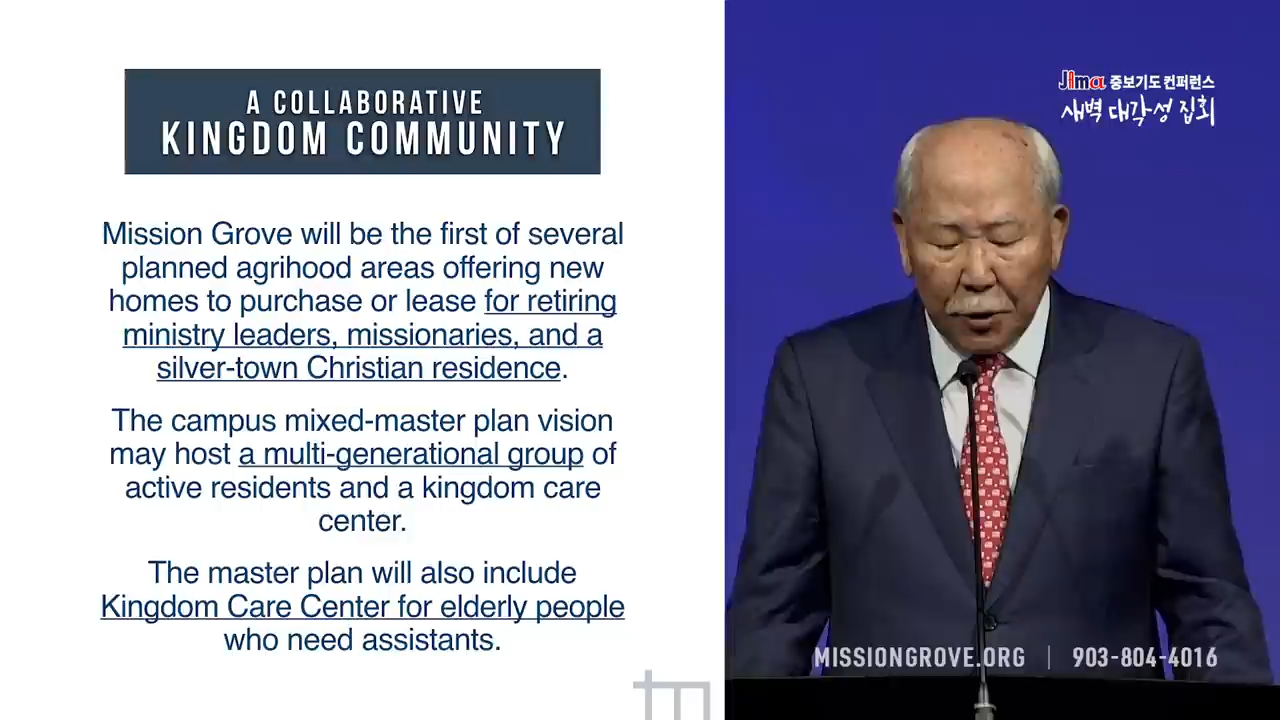 A COLLABORATIVE
KINGDOM COMMUNITY
Mission Grove will be the first of several
planned agrihood areas offering new
homes to purchase or lease for retiring
ministry leaders, missionaries, and a
silver-town Christian residence.
The campus mixed-master plan vision
may host a multi-generational group of
active residents and a kingdom care
center.
The master plan will also include
Kingdom Care Center for elderly people
who need assistants.
Jama 중보기도 컨퍼런스
새벽 대각성 집회
MISSIONGROVE.ORG | 903-804-4016